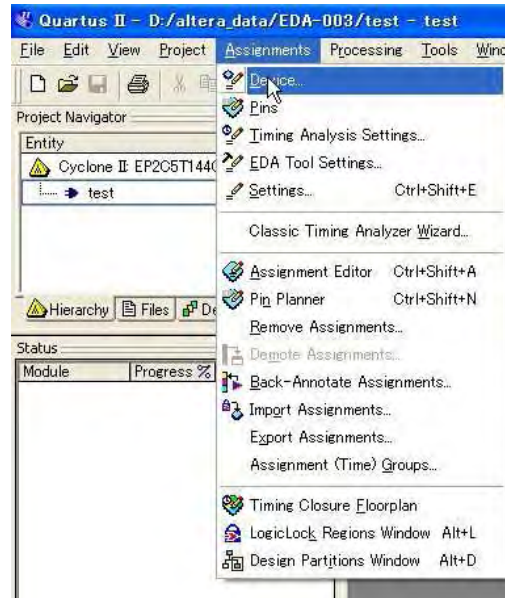 Quartus II - D:/altera_data/EDA-003/test - test
File Edit View Project Assignments Processing Tools
Project Navigator
Entity
Cyclone II: EP2C5T144
test
Hierarchy Files
Status
Module Progress %
Device...
Pins
Timing Analysis Settings...
EDA Tool Settings...
Settings... Ctrl+Shift+E
Classic Timing Analyzer Wizard...
Assignment Editor Ctrl+Shift+A
Pin Planner Ctrl+Shift+N
Remove Assignments...
Demote Assignments...
Back-Annotate Assignments...
Import Assignments...
Export Assignments...
Assignment (Time) Groups...
Timing Closure Floorplan
LogicLock Regions Window Alt+L
Design Partitions Window Alt+D